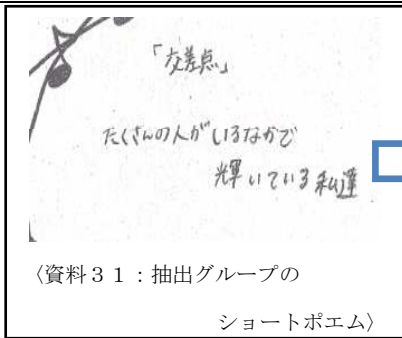 「交差点」
たくさんの人がいるなかで
輝いている私達
〈資料31：抽出グループの
ショートポエム〉